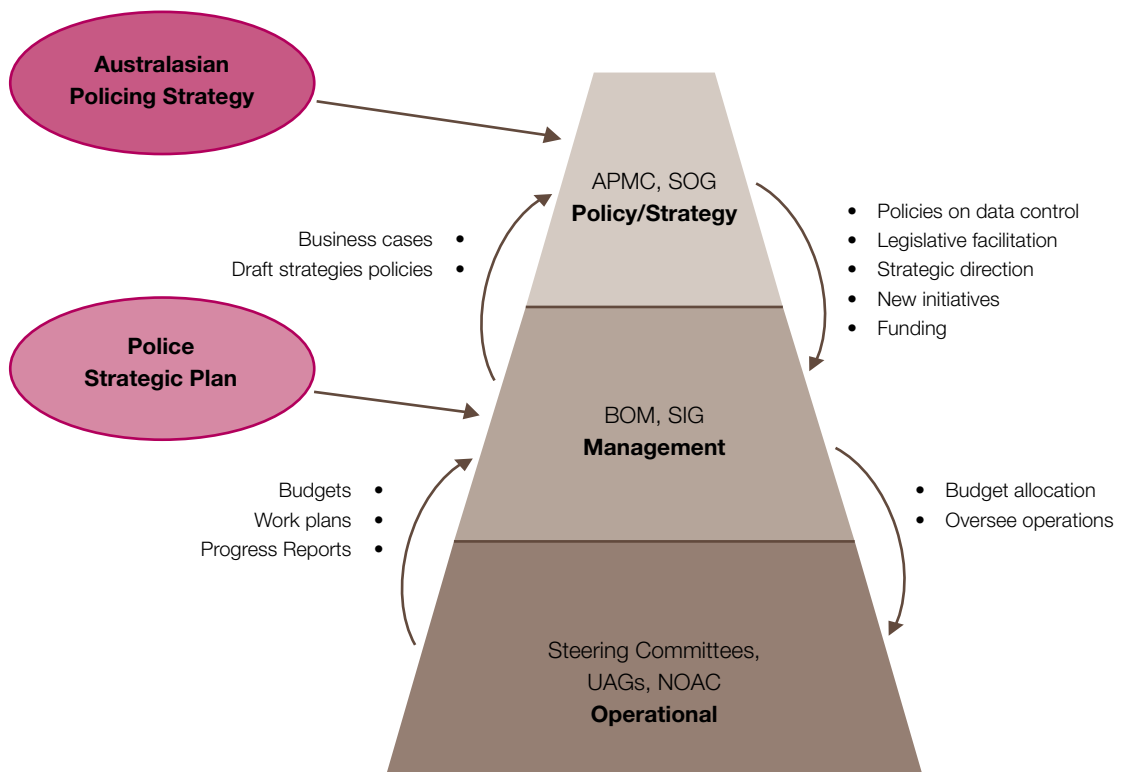 Australasian
Policing Strategy
APMC, SOG
Policy/Strategy
Business cases •
Draft strategies policies •
• Policies on data control
• Legislative facilitation
• Strategic direction
• New initiatives
• Funding
Police
Strategic Plan
BOM, SIG
Management
Budgets •
Work plans •
Progress Reports •
• Budget allocation
• Oversee operations
Steering Committees,
UAGs, NOAC
Operational